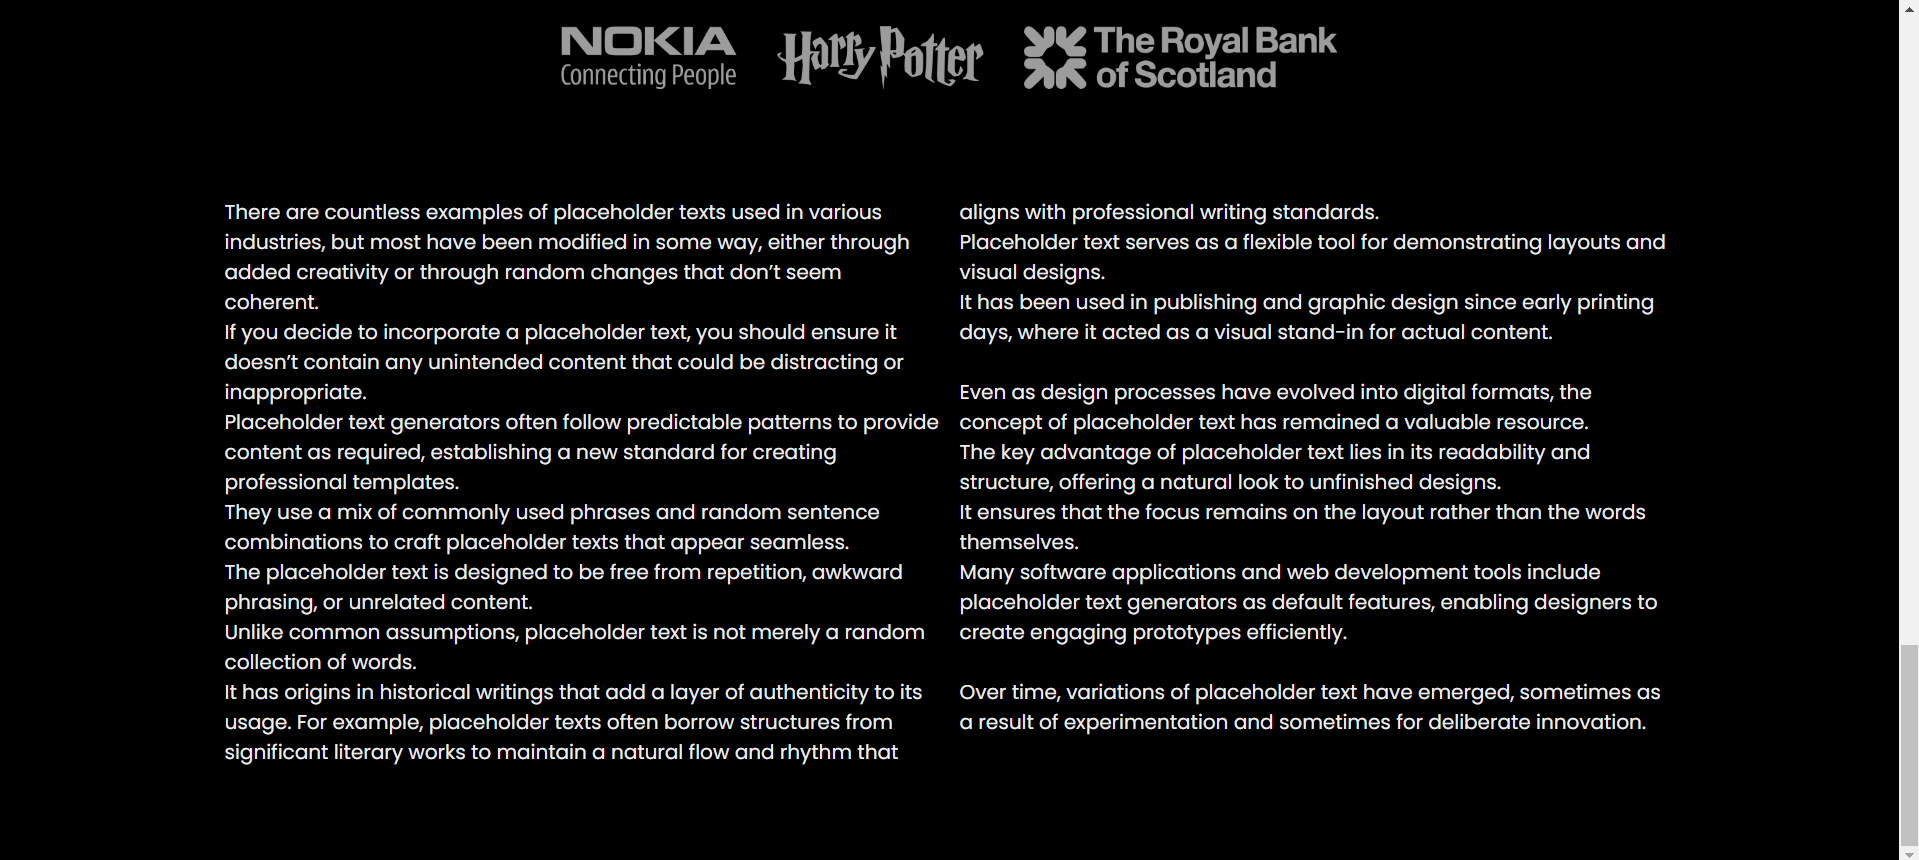 NOKIA
Connecting People
Harry Potter
The Royal Bank
of Scotland
There are countless examples of placeholder texts used in various
industries, but most have been modified in some way, either through
added creativity or through random changes that don’t seem
coherent.
If you decide to incorporate a placeholder text, you should ensure it
doesn’t contain any unintended content that could be distracting or
inappropriate.
Placeholder text generators often follow predictable patterns to provide
content as required, establishing a new standard for creating
professional templates.
They use a mix of commonly used phrases and random sentence
combinations to craft placeholder texts that appear seamless.
The placeholder text is designed to be free from repetition, awkward
phrasing, or unrelated content.
Unlike common assumptions, placeholder text is not merely a random
collection of words.
It has origins in historical writings that add a layer of authenticity to its
usage. For example, placeholder texts often borrow structures from
significant literary works to maintain a natural flow and rhythm that
aligns with professional writing standards.
Placeholder text serves as a flexible tool for demonstrating layouts and
visual designs.
It has been used in publishing and graphic design since early printing
days, where it acted as a visual stand-in for actual content.
Even as design processes have evolved into digital formats, the
concept of placeholder text has remained a valuable resource.
The key advantage of placeholder text lies in its readability and
structure, offering a natural look to unfinished designs.
It ensures that the focus remains on the layout rather than the words
themselves.
Many software applications and web development tools include
placeholder text generators as default features, enabling designers to
create engaging prototypes efficiently.
Over time, variations of placeholder text have emerged, sometimes as
a result of experimentation and sometimes for deliberate innovation.